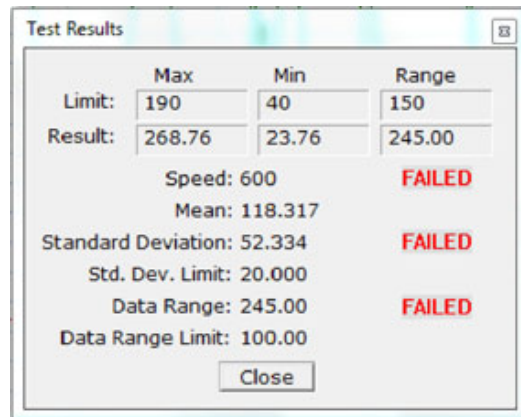 Test Results
Max Min Range
Limit: 190 40 150
Result: 268.76 23.76 245.00
Speed: 600 FAILED
Mean: 118.317
Standard Deviation: 52.334 FAILED
Std. Dev. Limit: 20.000
Data Range: 245.00 FAILED
Data Range Limit: 100.00
Close